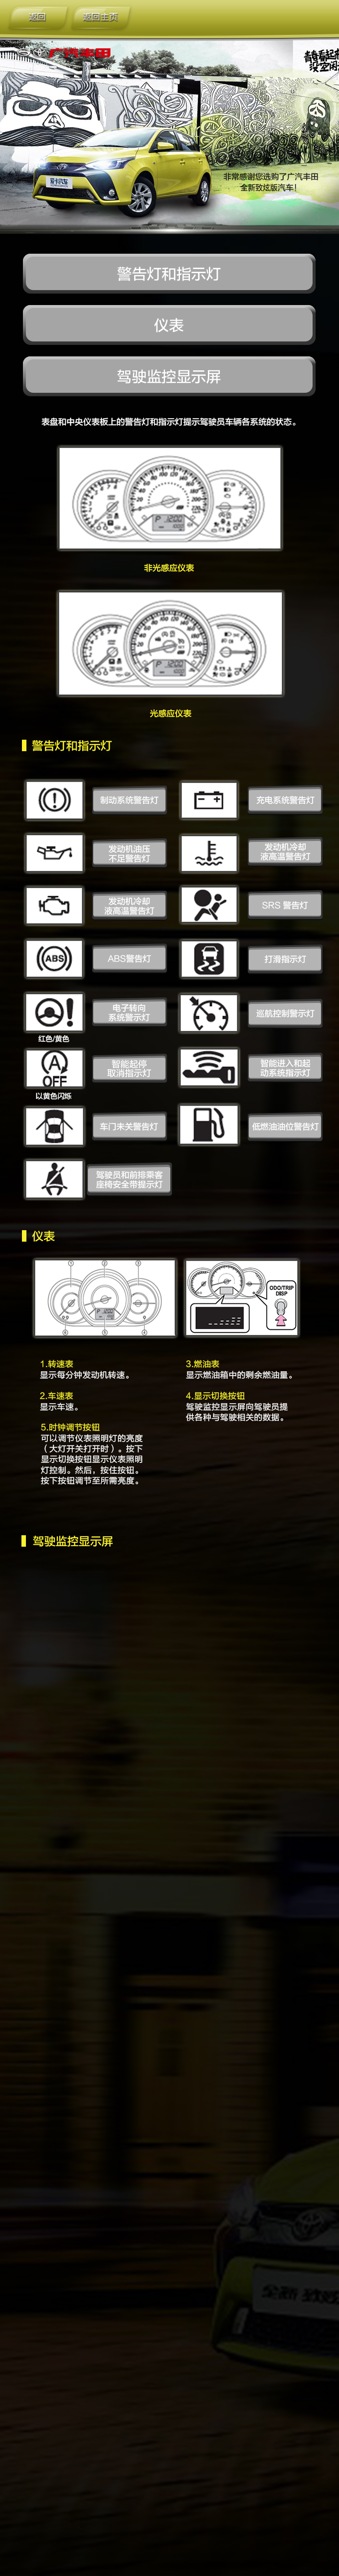 返回
返回主页
广汽丰田
非常感谢您选购了广汽丰田
全新致炫版汽车!
警告灯和指示灯
仪表
驾驶监控显示屏
表盘和中央仪表板上的警告灯和指示灯提示驾驶员车辆各系统的状态。
非光感应仪表
光感应仪表
警告灯和指示灯
制动系统警告灯
充电系统警告灯
发动机油压
不足警告灯
发动机冷却
液高温警告灯
发动机冷却
液高温警告灯
SRS 警告灯
ABS
ABS警告灯
打滑指示灯
电子转向
系统警示灯
巡航控制警示灯
红色/黄色
A
OFF
智能起停
取消指示灯
智能进入和起
动系统指示灯
以黄色闪烁
车门未关警告灯
低燃油油位警告灯
驾驶员和前排乘客
座椅安全带提示灯
仪表
ODO/TRIP
DISP
1.转速表
显示每分钟发动机转速。
3.燃油表
显示燃油箱中的剩余燃油量。
2.车速表
显示车速。
4.显示切换按钮
驾驶监控显示屏向驾驶员提
供各种与驾驶相关的数据。
5.时钟调节按钮
可以调节仪表照明灯的亮度
（大灯开关打开时）。按下
显示切换按钮显示仪表照明
灯控制。然后，按住按钮。
按下按钮调节至所需亮度。
驾驶监控显示屏